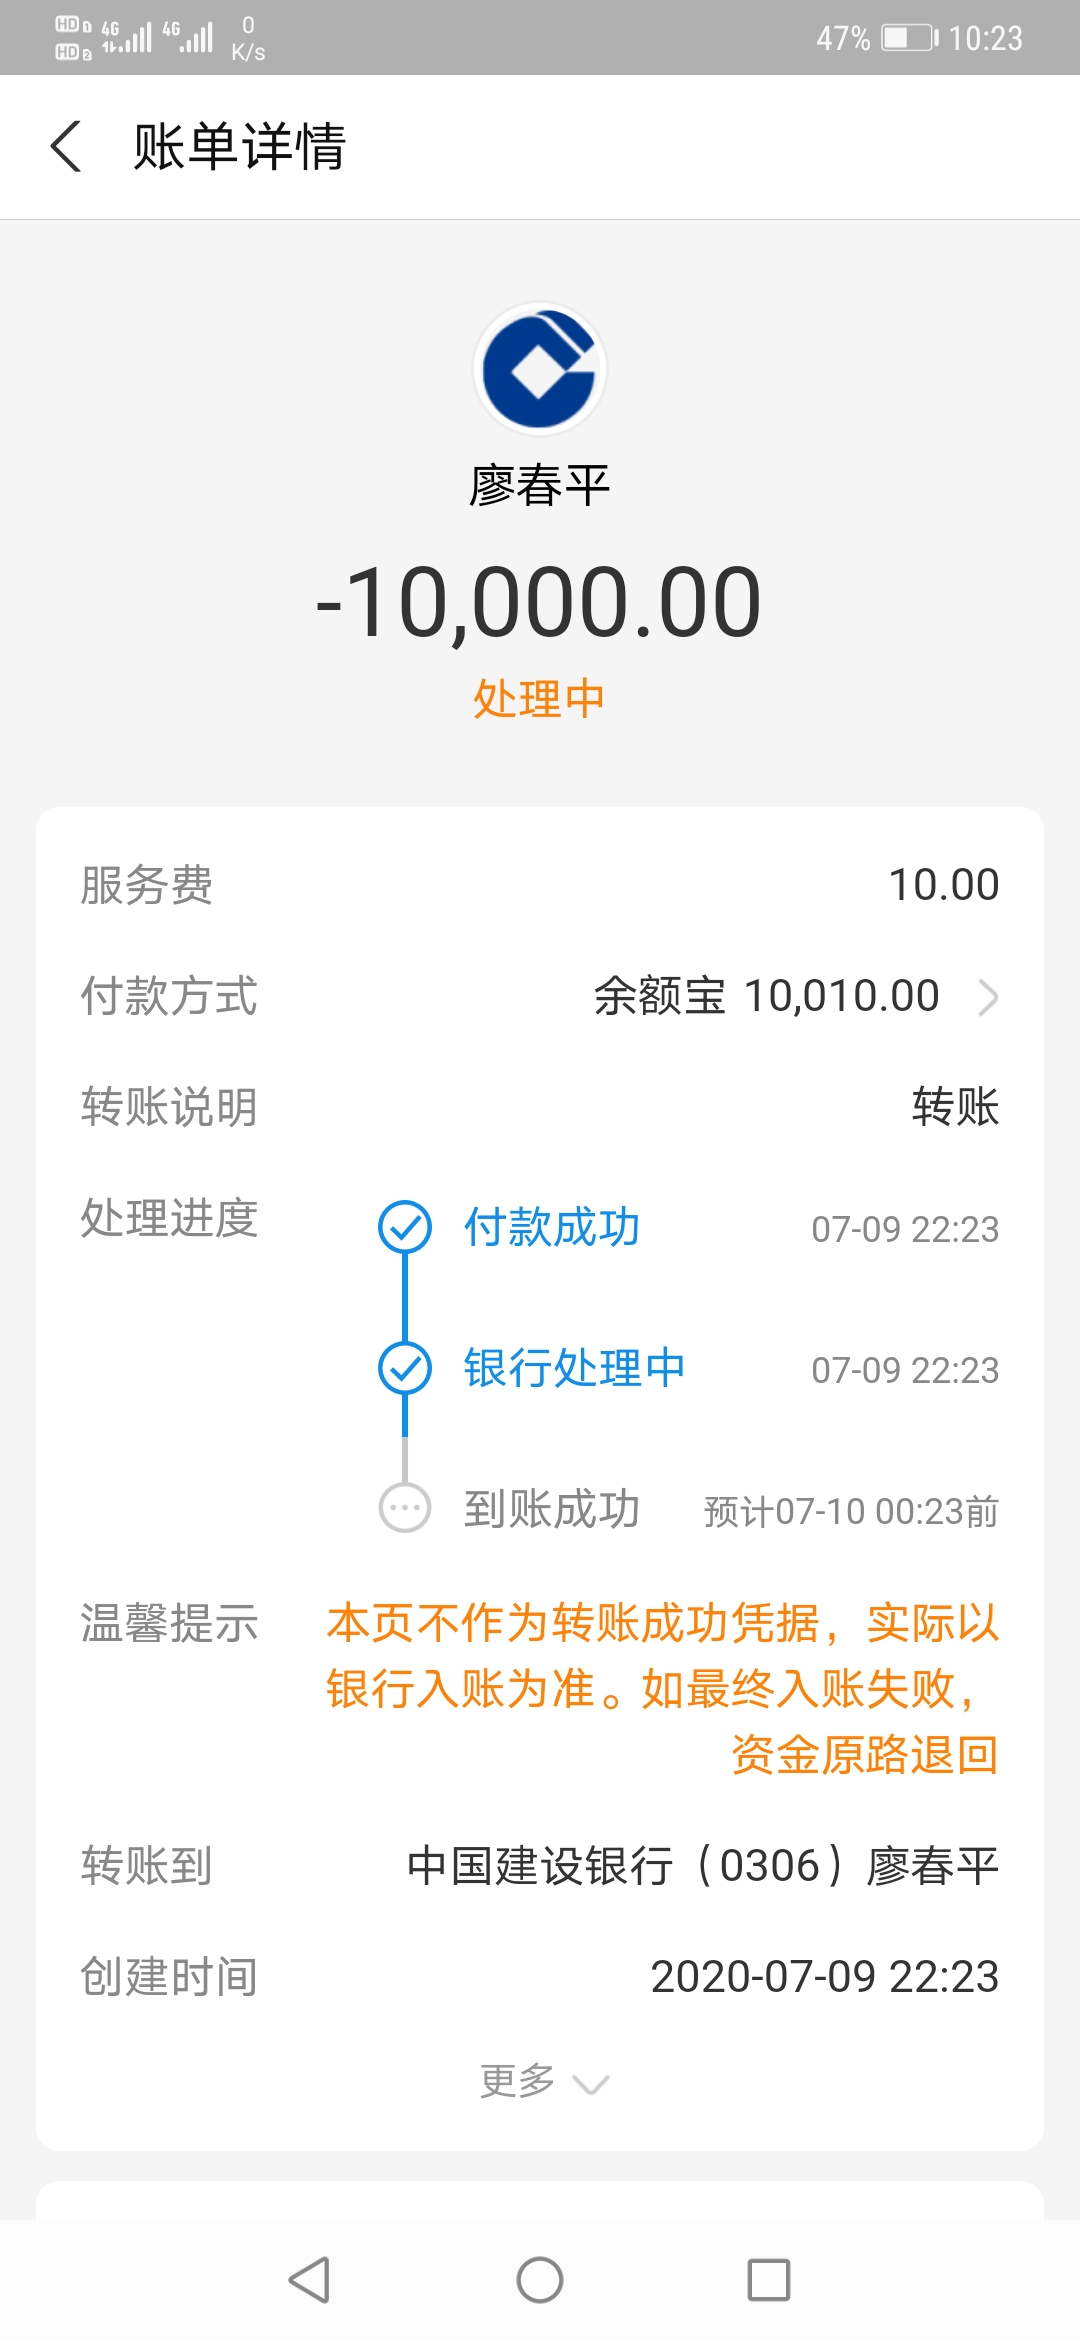 HD 1 4G 4G 0
HD 2 K/s
47% 10:23
账单详情
廖春平
-10,000.00
处理中
服务费 10.00
付款方式 余额宝 10,010.00
转账说明 转账
处理进度 付款成功 07-09 22:23
银行处理中 07-09 22:23
到账成功 预计07-10 00:23前
温馨提示 本页不作为转账成功凭据，实际以
银行入账为准。如最终入账失败，
资金原路退回
转账到 中国建设银行（0306）廖春平
创建时间 2020-07-09 22:23
更多